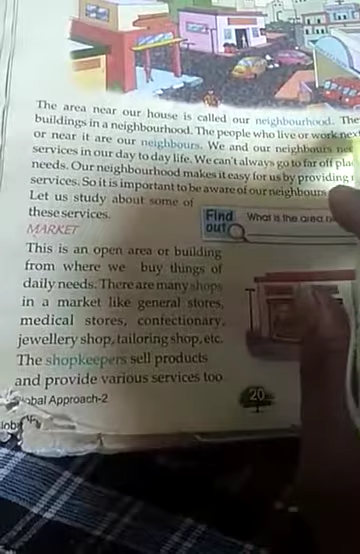 The area near our house is called our neighbourhood. The
buildings in a neighbourhood. The people who live or work
or near it are our neighbours. We and our neighbours
services in our day to day life. We can't always go to far off
needs. Our neighbourhood makes it easy for us by providing
services. So it is important to be aware of our neighbours
Let us study about some of
these services.
Find out
What is the area
MARKET
This is an open area or building
from where we buy things of
daily needs. There are many shops
in a market like general stores,
medical stores, confectionary,
jewellery shop, tailoring shop, etc.
The shopkeepers sell products
and provide various services too
Approach-2
20